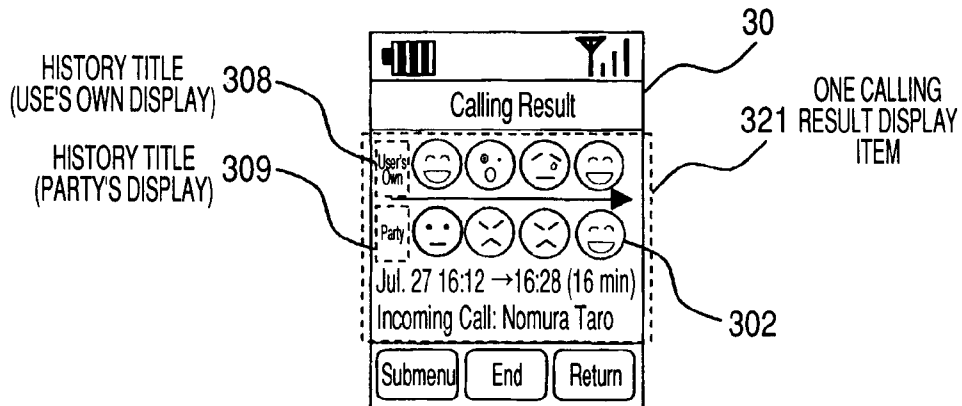 30
Calling Result
HISTORY TITLE
(USE'S OWN DISPLAY)
308
HISTORY TITLE
(PARTY'S DISPLAY)
309
User's
Own
Party
ONE CALLING
321 RESULT DISPLAY
ITEM
Jul. 27 16:12 →16:28 (16 min)
Incoming Call: Nomura Taro
302
Submenu
End
Return